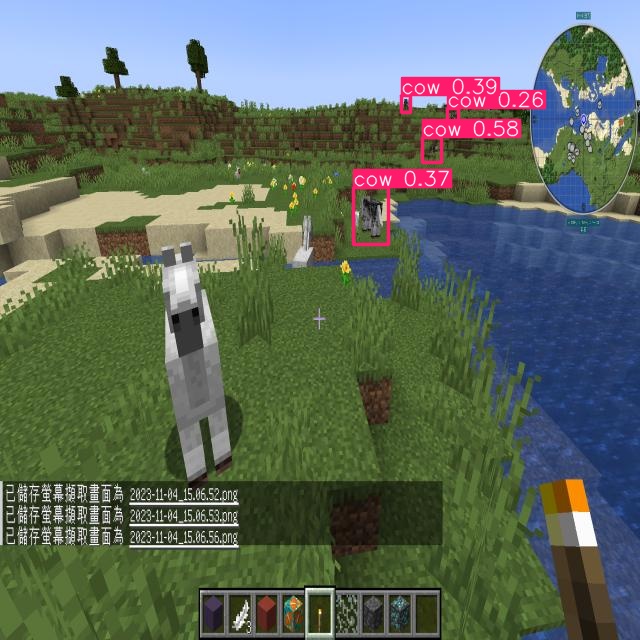 cow 0.39
cow 0.26
cow 0.58
cow 0.37
已儲存螢幕擷取畫面為 2023-11-04_15.06.52.png
已儲存螢幕擷取畫面為 2023-11-04_15.06.53.png
已儲存螢幕擷取畫面為 2023-11-04_15.06.56.png
3